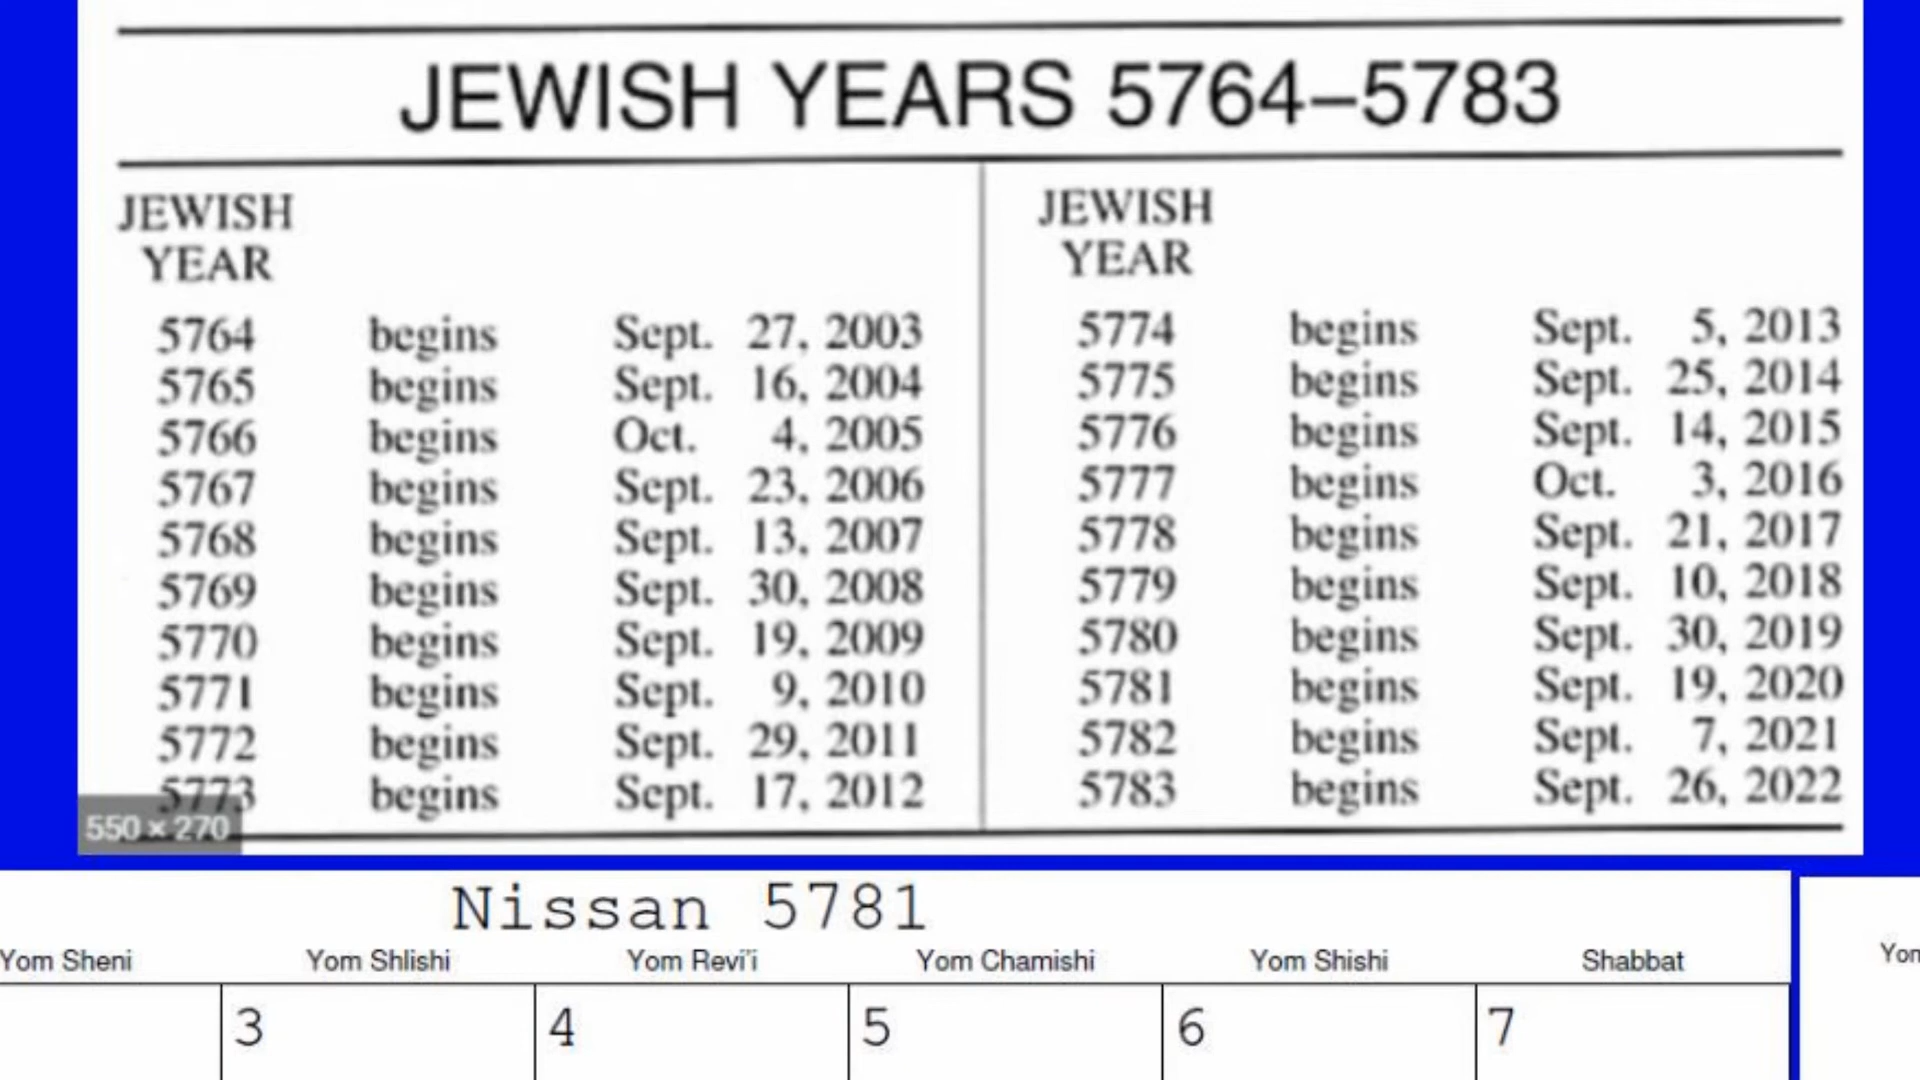 JEWISH YEARS 5764–5783
JEWISH
YEAR
5764 begins Sept. 27, 2003
5765 begins Sept. 16, 2004
5766 begins Oct. 4, 2005
5767 begins Sept. 23, 2006
5768 begins Sept. 13, 2007
5769 begins Sept. 30, 2008
5770 begins Sept. 19, 2009
5771 begins Sept. 9, 2010
5772 begins Sept. 29, 2011
5773 begins Sept. 17, 2012
JEWISH
YEAR
5774 begins Sept. 5, 2013
5775 begins Sept. 25, 2014
5776 begins Sept. 14, 2015
5777 begins Oct. 3, 2016
5778 begins Sept. 21, 2017
5779 begins Sept. 10, 2018
5780 begins Sept. 30, 2019
5781 begins Sept. 19, 2020
5782 begins Sept. 7, 2021
5783 begins Sept. 26, 2022
550 × 270
Nissan 5781
Yom Sheni Yom Shlishi Yom Revi'i Yom Chamishi Yom Shishi Shabbat
3 4 5 6 7